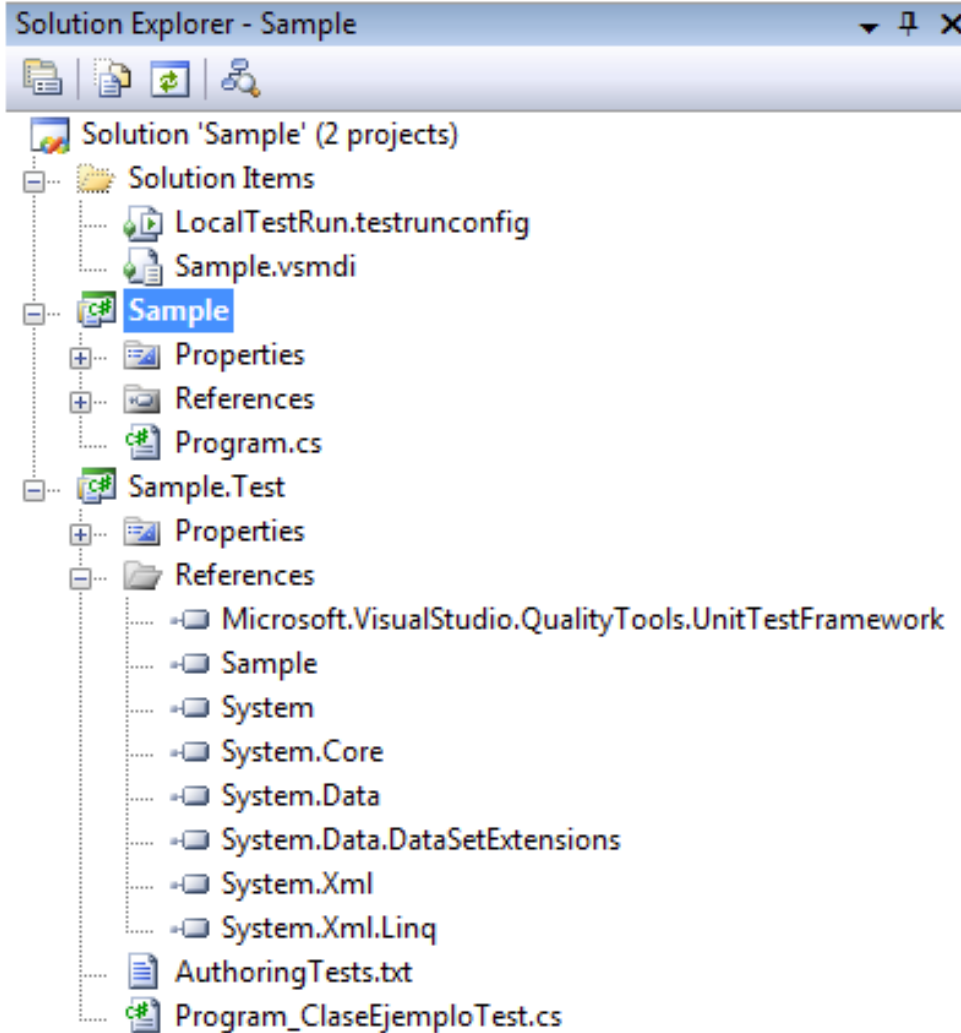 Solution Explorer - Sample
Solution 'Sample' (2 projects)
Solution Items
LocalTestRun.testrunconfig
Sample.vsmdi
Sample
Properties
References
Program.cs
Sample.Test
Properties
References
Microsoft.VisualStudio.QualityTools.UnitTestFramework
Sample
System
System.Core
System.Data
System.Data.DataSetExtensions
System.Xml
System.Xml.Linq
AuthoringTests.txt
Program_ClaseEjemploTest.cs